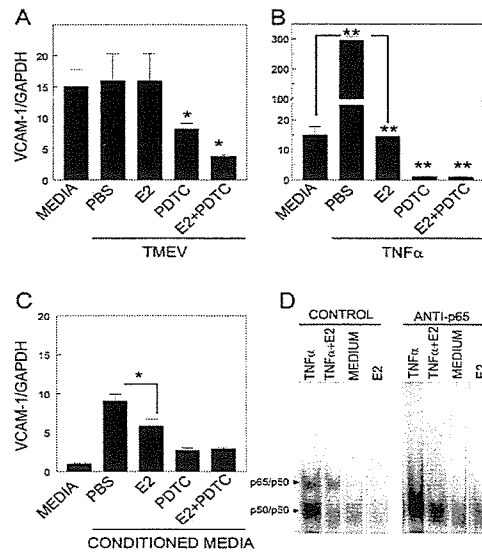 A
VCAM-1/GAPDH
20
15
10
5
0
MEDIA
PBS
E2
PDTC
E2+PDTC
TMEV
B
300
200
100
20
10
0
**
**
**
**
MEDIA
PBS
E2
PDTC
E2+PDTC
TNFα
*
*
C
VCAM-1/GAPDH
20
15
10
5
0
*
MEDIA
PBS
E2
PDTC
E2+PDTC
CONDITIONED MEDIA
D
CONTROL
ANTI-p65
TNFα
TNFα+E2
MEDIUM
E2
TNFα
TNFα+E2
MEDIUM
E2
p65/p50
p50/p50